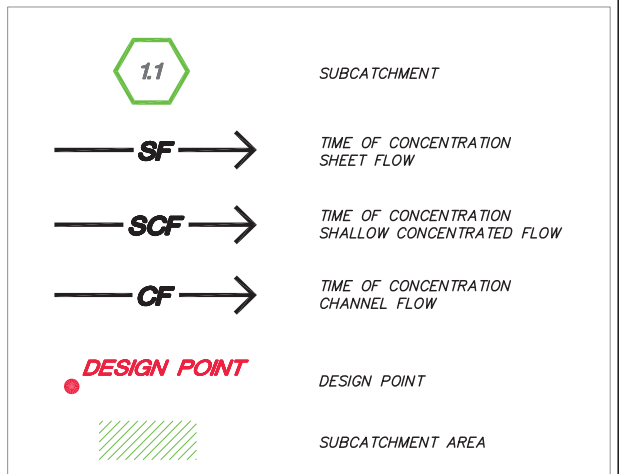 1.1
SUBCATCHMENT
SF
TIME OF CONCENTRATION
SHEET FLOW
SCF
TIME OF CONCENTRATION
SHALLOW CONCENTRATED FLOW
CF
TIME OF CONCENTRATION
CHANNEL FLOW
DESIGN POINT
DESIGN POINT
SUBCATCHMENT AREA